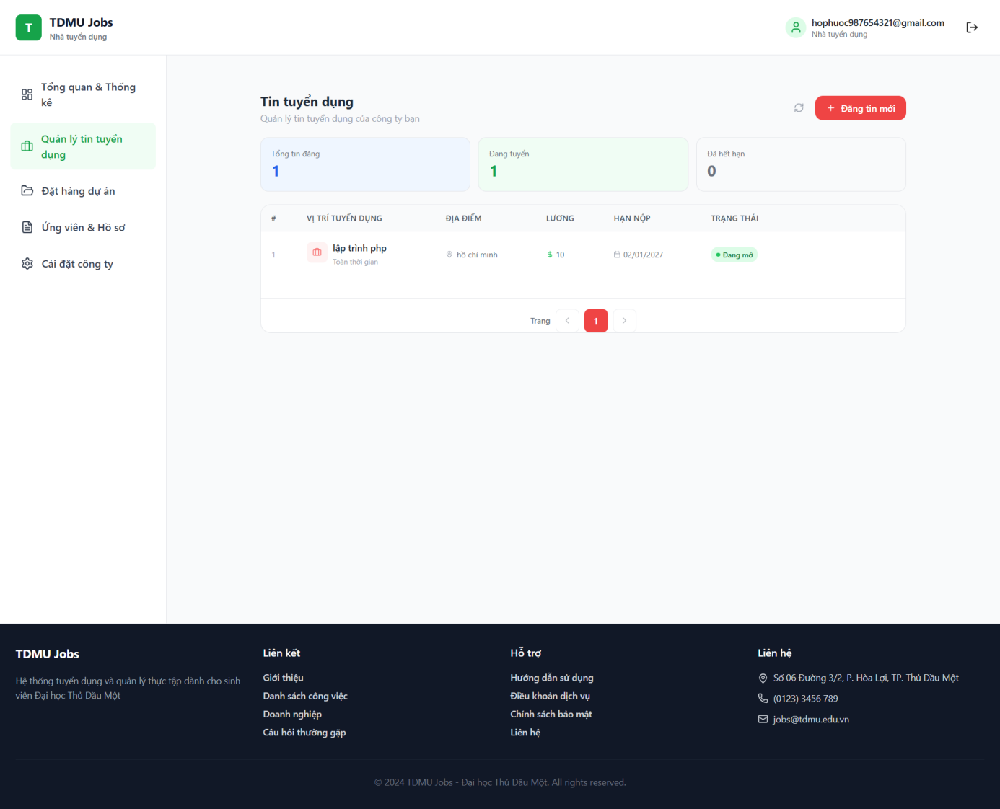 T
TDMU Jobs
Nhà tuyển dụng
hophuoc987654321@gmail.com
Nhà tuyển dụng
Tổng quan & Thống
kê
Quản lý tin tuyển
dụng
Đặt hàng dự án
Ứng viên & Hồ sơ
Cài đặt công ty
Tin tuyển dụng
Quản lý tin tuyển dụng của công ty bạn
+ Đăng tin mới
Tổng tin đăng
1
Đang tuyển
1
Đã hết hạn
0
# VỊ TRÍ TUYỂN DỤNG ĐỊA ĐIỂM LƯƠNG HẠN NỘP TRẠNG THÁI
1 lập trình php hồ chí minh $ 10 02/01/2027 Đang mở
Toàn thời gian
Trang 1
TDMU Jobs
Hệ thống tuyển dụng và quản lý thực tập dành cho sinh
viên Đại học Thủ Dầu Một
Liên kết
Giới thiệu
Danh sách công việc
Doanh nghiệp
Câu hỏi thường gặp
Hỗ trợ
Hướng dẫn sử dụng
Điều khoản dịch vụ
Chính sách bảo mật
Liên hệ
Liên hệ
Số 06 Đường 3/2, P. Hòa Lợi, TP. Thủ Dầu Một
(0123) 3456 789
jobs@tdmu.edu.vn
© 2024 TDMU Jobs - Đại học Thủ Dầu Một. All rights reserved.